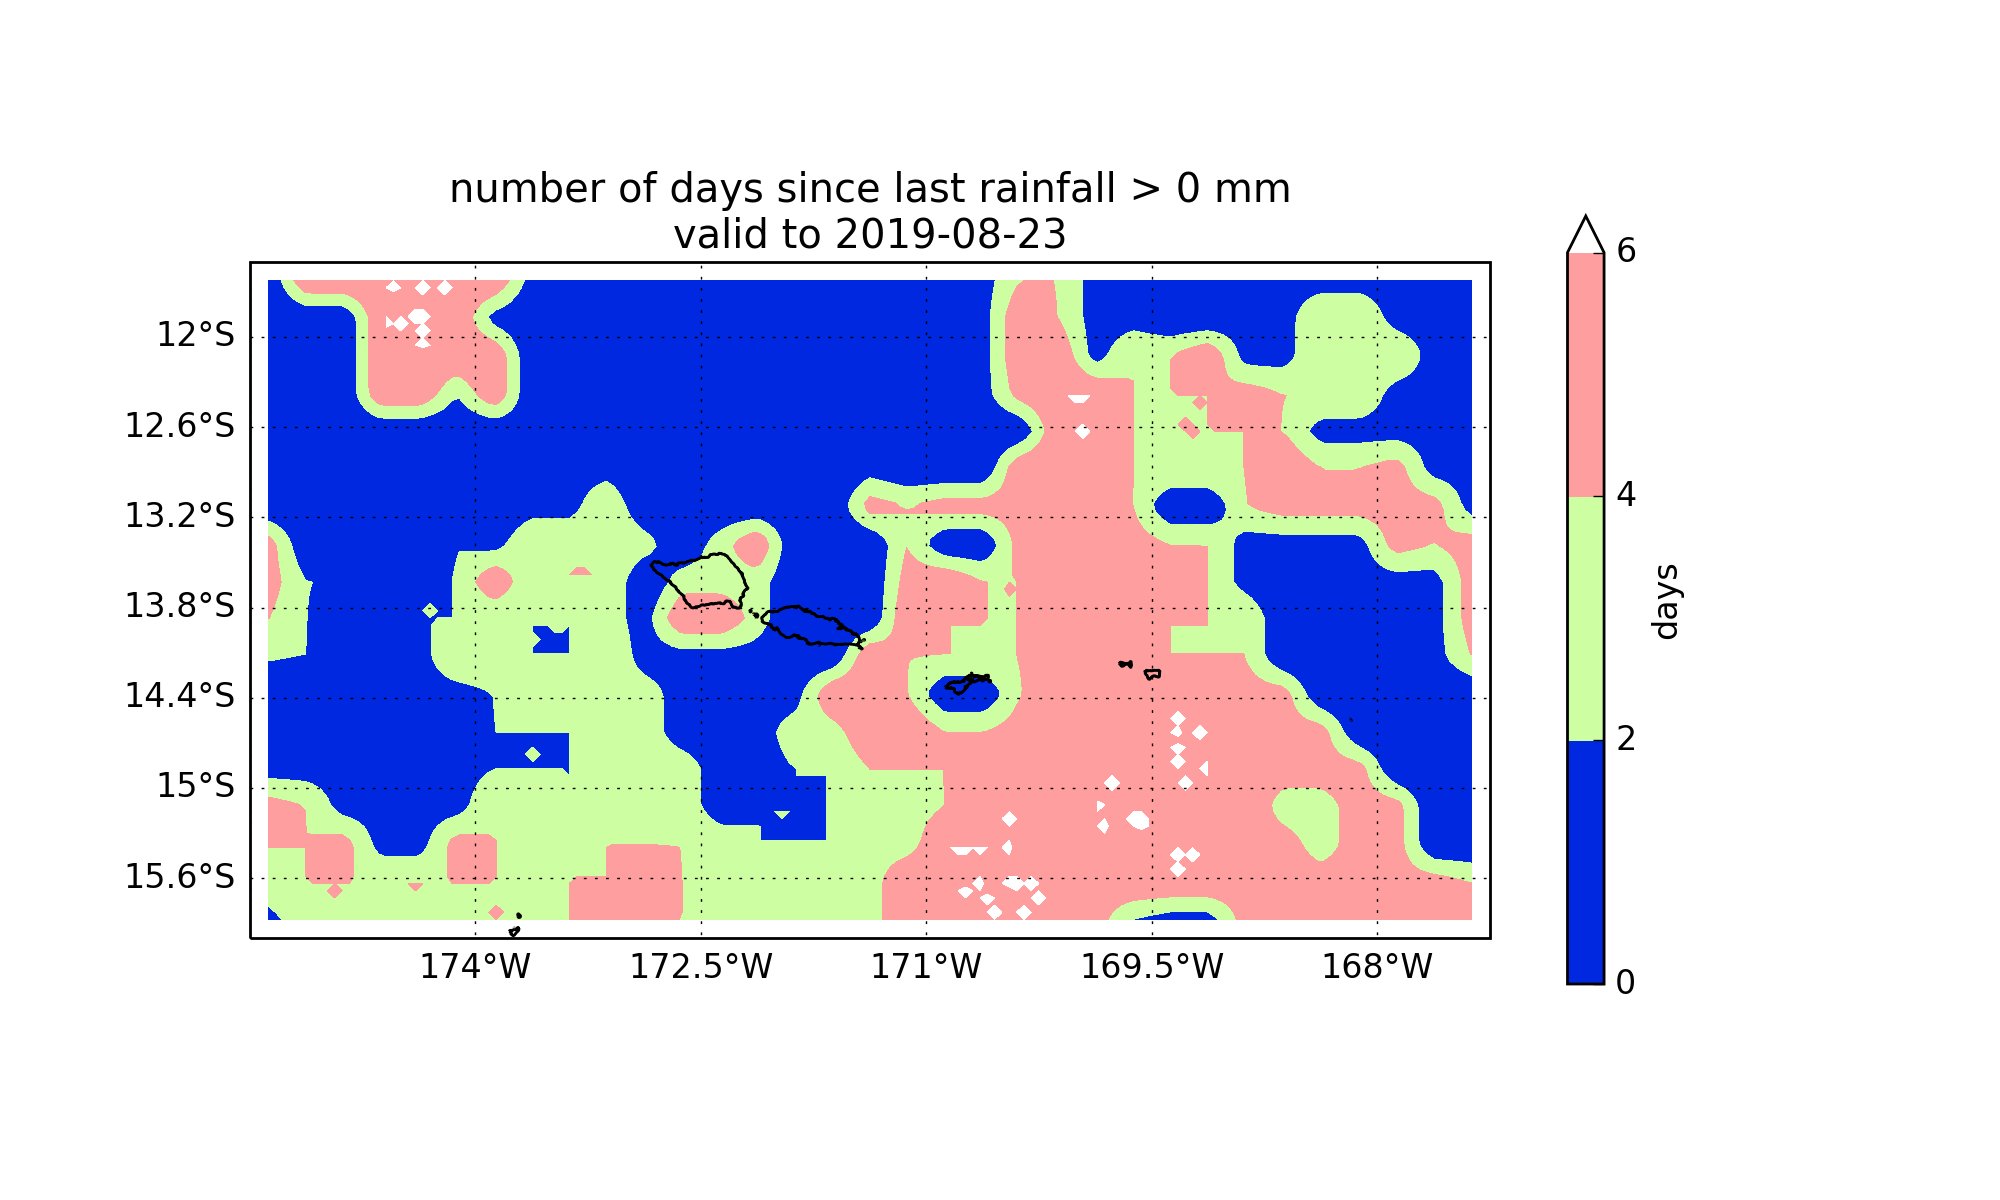 number of days since last rainfall > 0 mm
valid to 2019-08-23
12°S
12.6°S
13.2°S
13.8°S
14.4°S
15°S
15.6°S
174°W
172.5°W
171°W
169.5°W
168°W
6
4
2
0
days